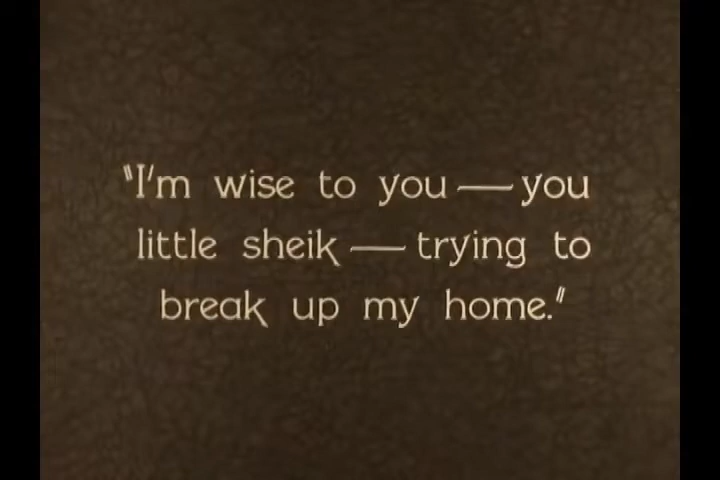 "I'm wise to you — you
little sheik — trying to
break up my home."